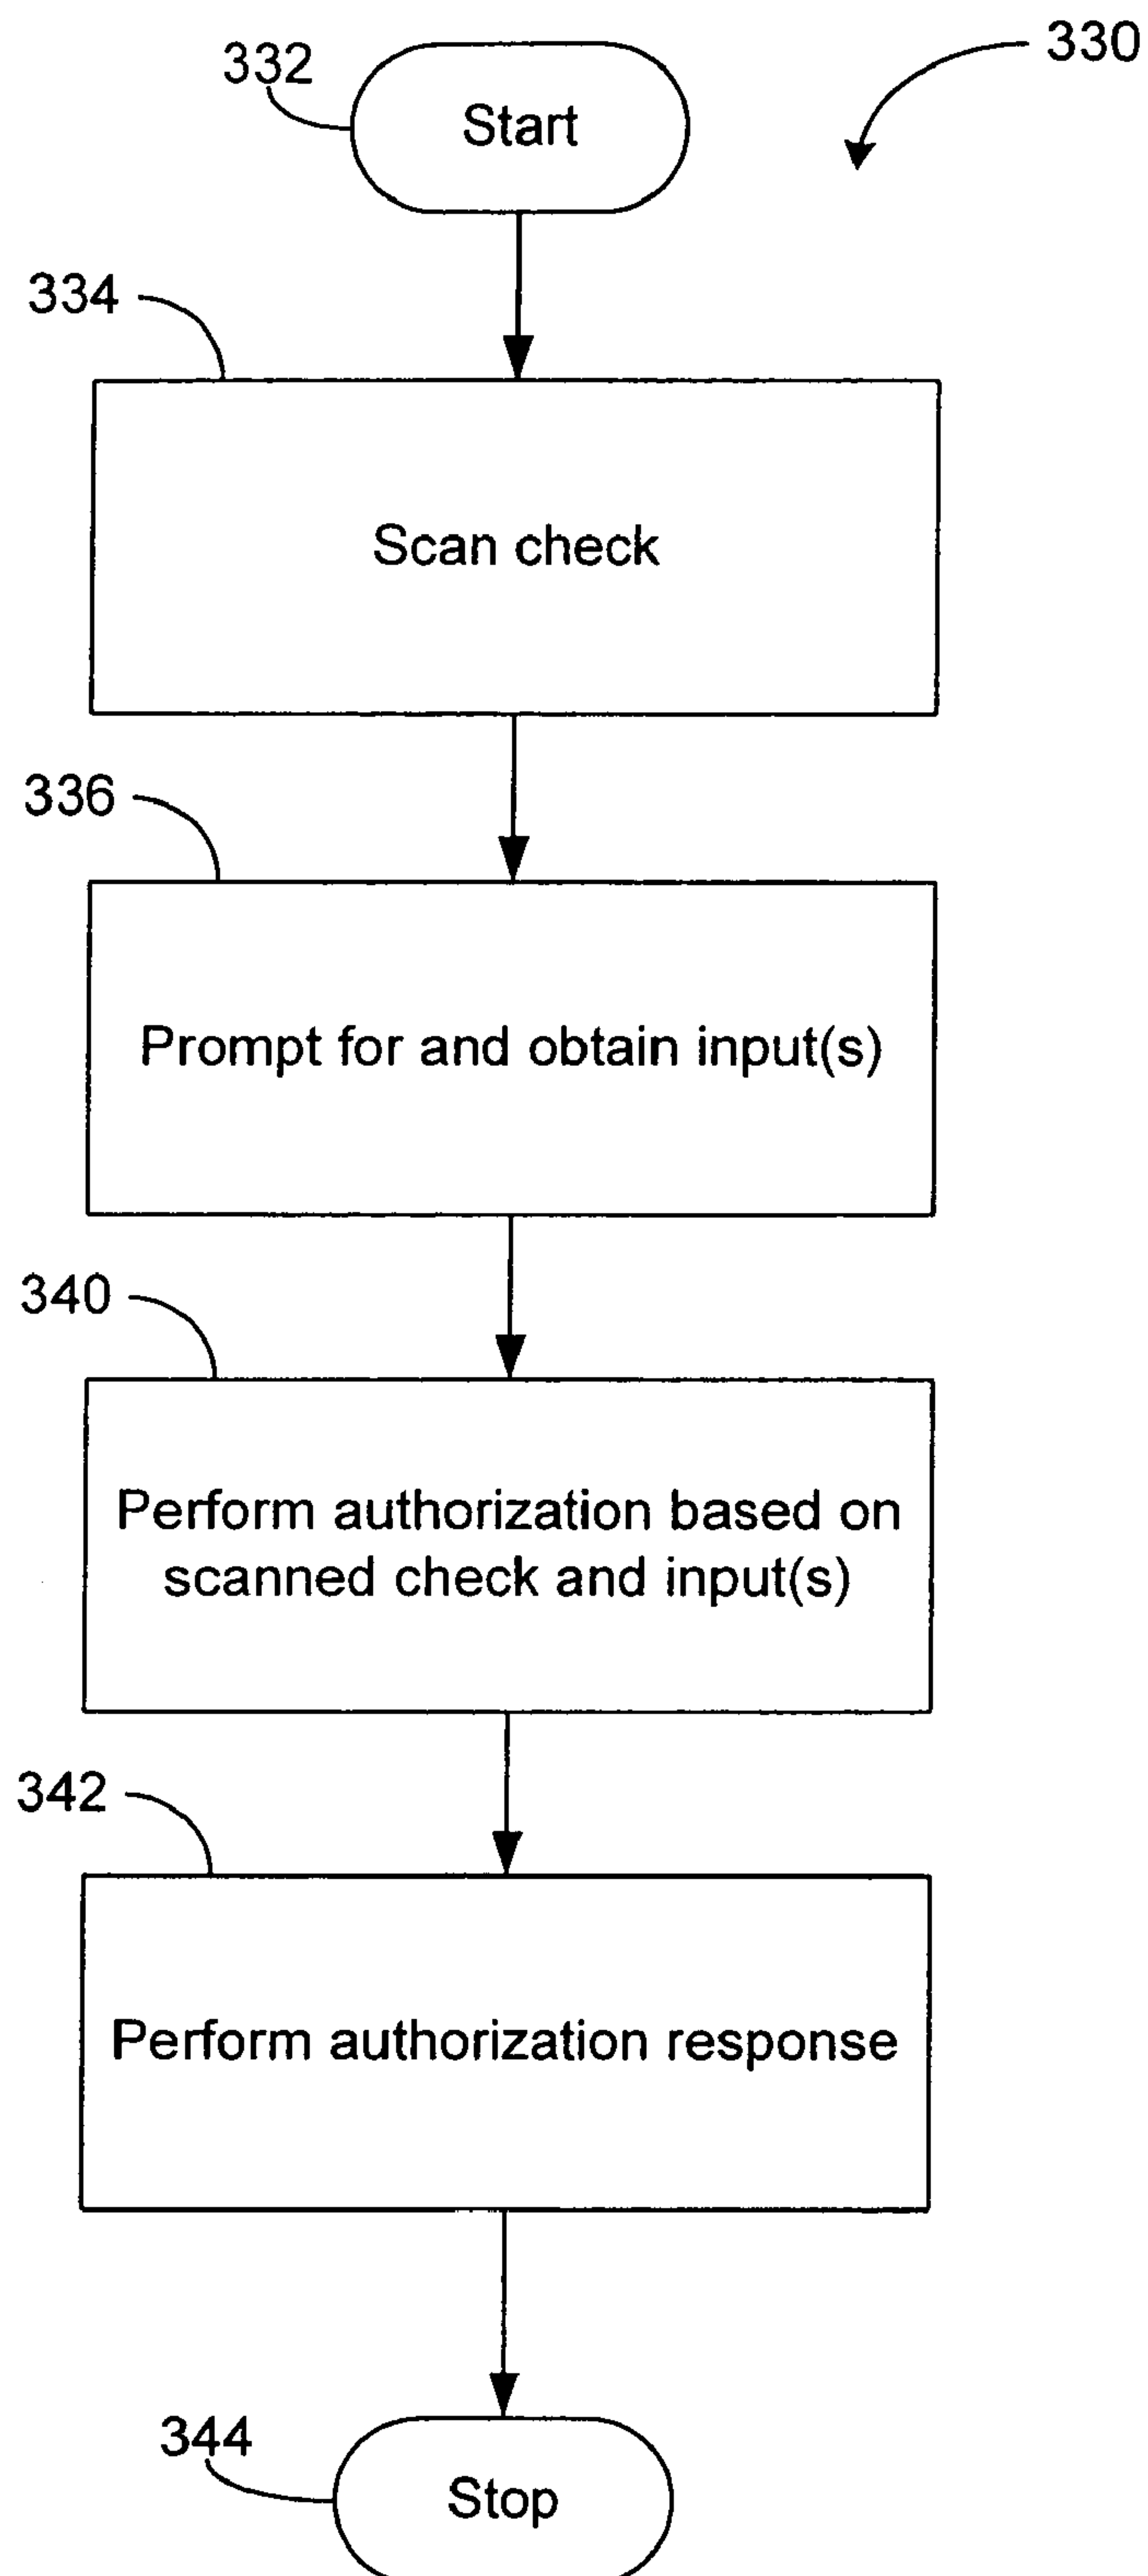 330
332
Start
334
Scan check
336
Prompt for and obtain input(s)
340
Perform authorization based on
scanned check and input(s)
342
Perform authorization response
344
Stop